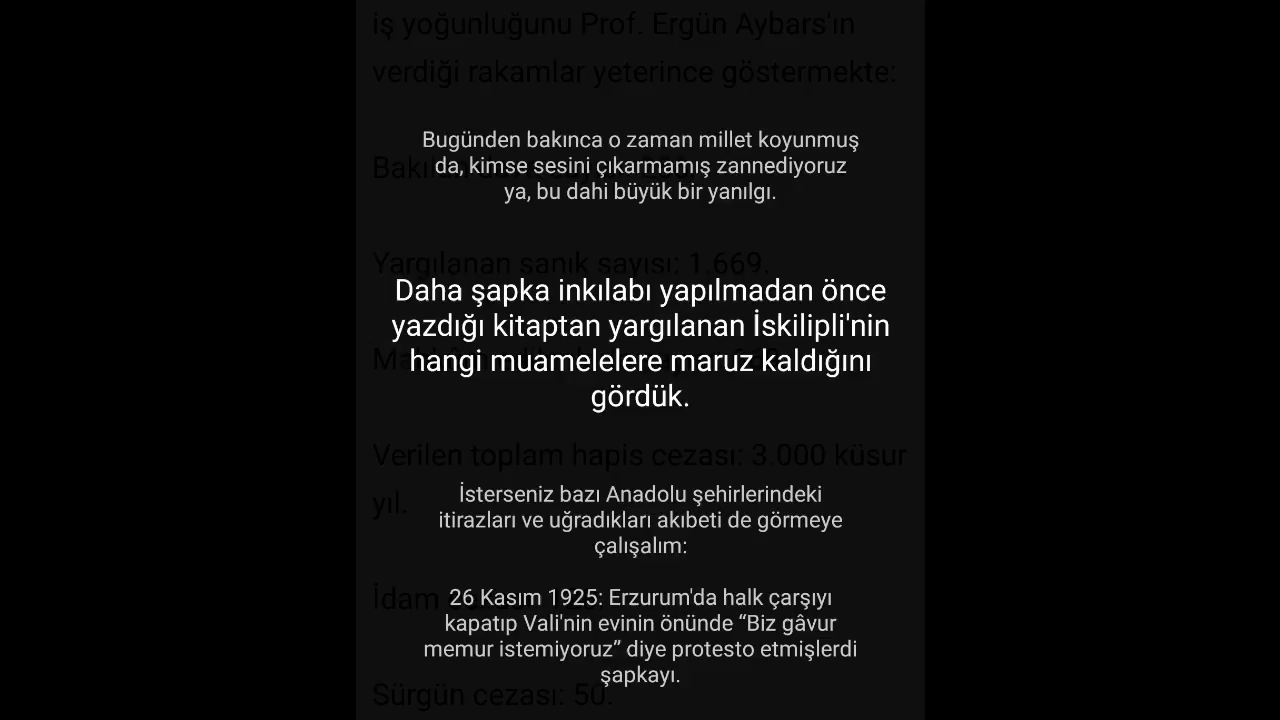 iş yoğunluğunu Prof. Ergün Aybars'ın
verdiği rakamlar yeterince göstermekte:
Bugünden bakınca o zaman millet koyunmuş
da, kimse sesini çıkarmamış zannediyoruz
ya, bu dahi büyük bir yanılgı.
Yargılanan sanık sayısı: 1.669.
Daha şapka inkılabı yapılmadan önce
yazdığı kitaptan yargılanan İskilipli'nin
hangi muamelelere maruz kaldığını
gördük.
Verilen toplam hapis cezası: 3.000 küsur
yıl.
İsterseniz bazı Anadolu şehirlerindeki
itirazları ve uğradıkları akıbeti de görmeye
çalışalım:
İdam
26 Kasım 1925: Erzurum'da halk çarşıyı
kapatıp Vali'nin evinin önünde “Biz gâvur
memur istemiyoruz” diye protesto etmişlerdi
şapkayı.
Sürgün cezası: 50.